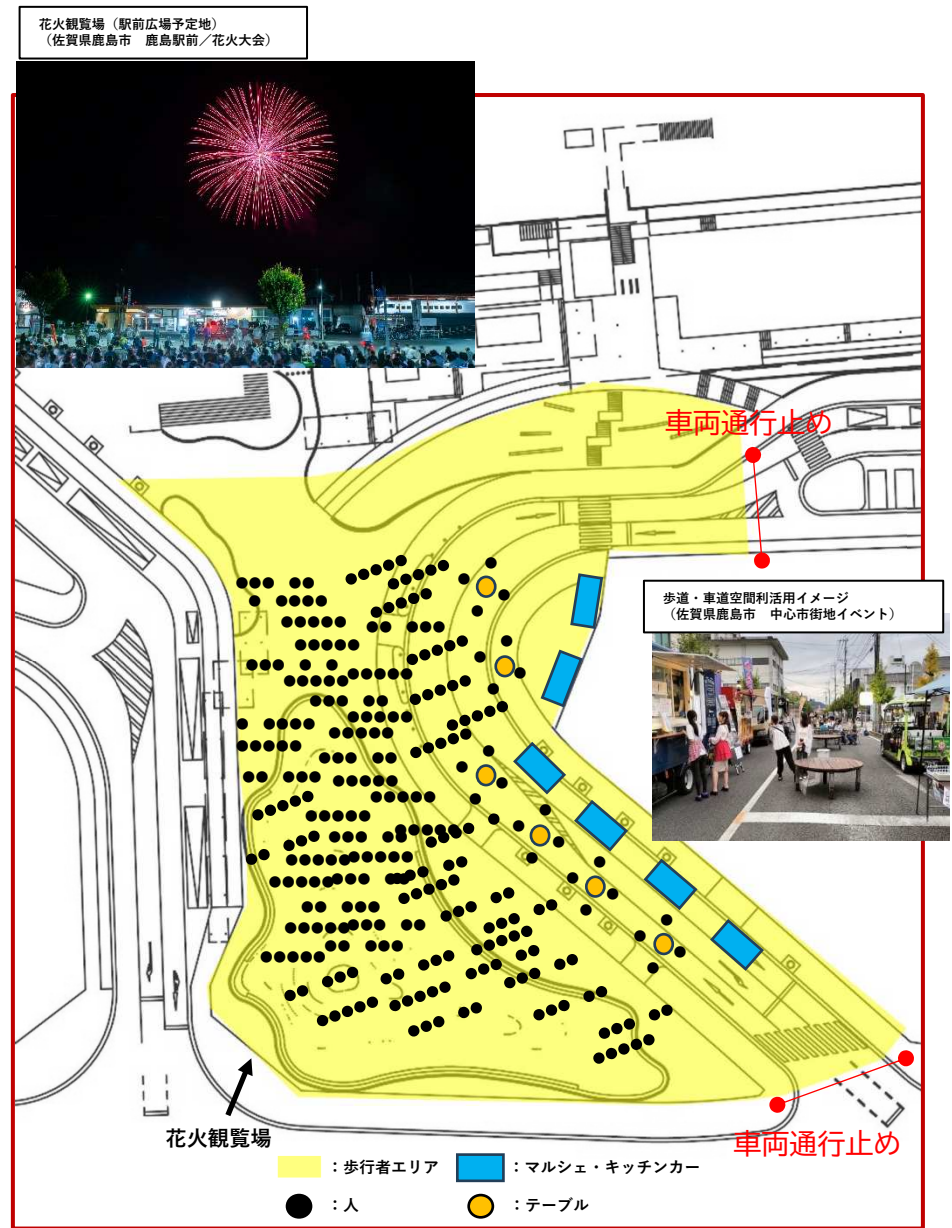 花火観覧場（駅前広場予定地）
（佐賀県鹿島市　鹿島駅前／花火大会）
車両通行止め
歩道・車道空間利活用イメージ
（佐賀県鹿島市　中心市街地イベント）
花火観覧場
車両通行止め
：歩行者エリア
：マルシェ・キッチンカー
：人
：テーブル